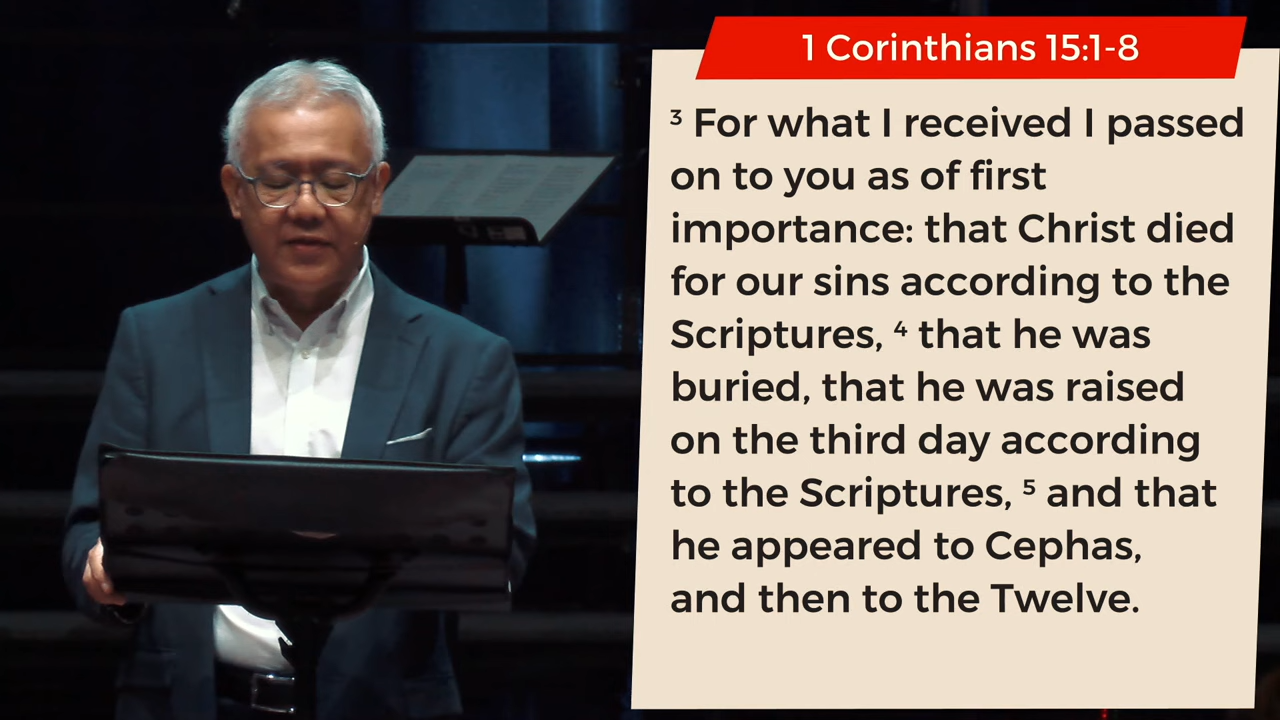 1 Corinthians 15:1-8
³ For what I received I passed
on to you as of first
importance: that Christ died
for our sins according to the
Scriptures, ⁴ that he was
buried, that he was raised
on the third day according
to the Scriptures, ⁵ and that
he appeared to Cephas,
and then to the Twelve.